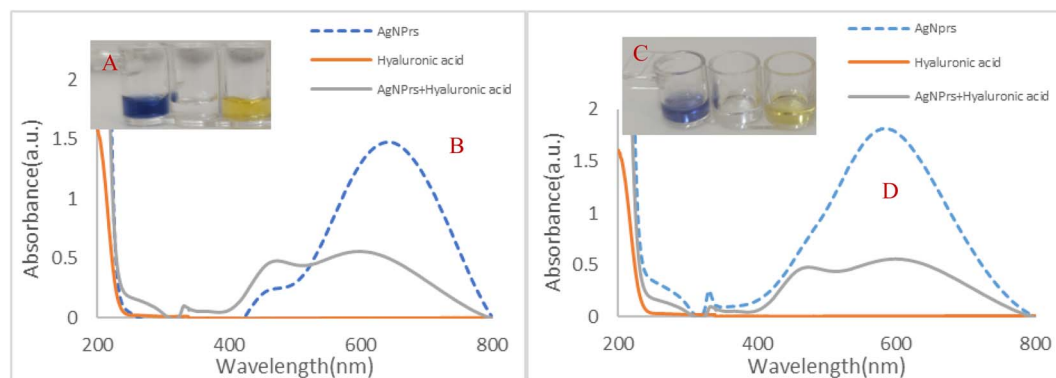 AgNPrs
Hyaluronic acid
AgNPrs+Hyaluronic acid
A
B
2
1.5
1
0.5
0
Absorbance(a.u.)
200
400
600
800
Wavelength(nm)
AgNprs
Hyaluronic acid
AgNPrs+Hyaluronic acid
C
D
2
1.5
1
0.5
0
Absorbance(a.u.)
200
400
600
800
Wavelength(nm)